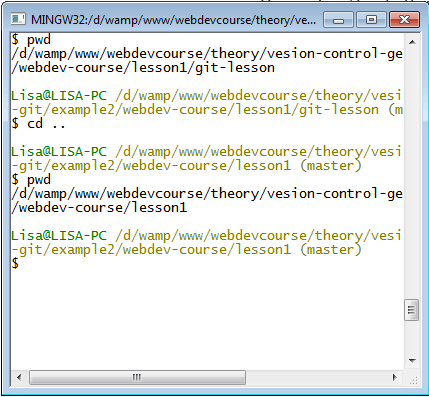 MINGW32:/d/wamp/www/webdevcourse/theory/ve...
$ pwd
/d/wamp/www/webdevcourse/theory/vesion-control-ge
/webdev-course/lesson1/git-lesson
Lisa@LISA-PC /d/wamp/www/webdevcourse/theory/vesi
-git/example2/webdev-course/lesson1/git-lesson (m
$ cd ..
Lisa@LISA-PC /d/wamp/www/webdevcourse/theory/vesi
-git/example2/webdev-course/lesson1 (master)
$ pwd
/d/wamp/www/webdevcourse/theory/vesion-control-ge
/webdev-course/lesson1
Lisa@LISA-PC /d/wamp/www/webdevcourse/theory/vesi
-git/example2/webdev-course/lesson1 (master)
$